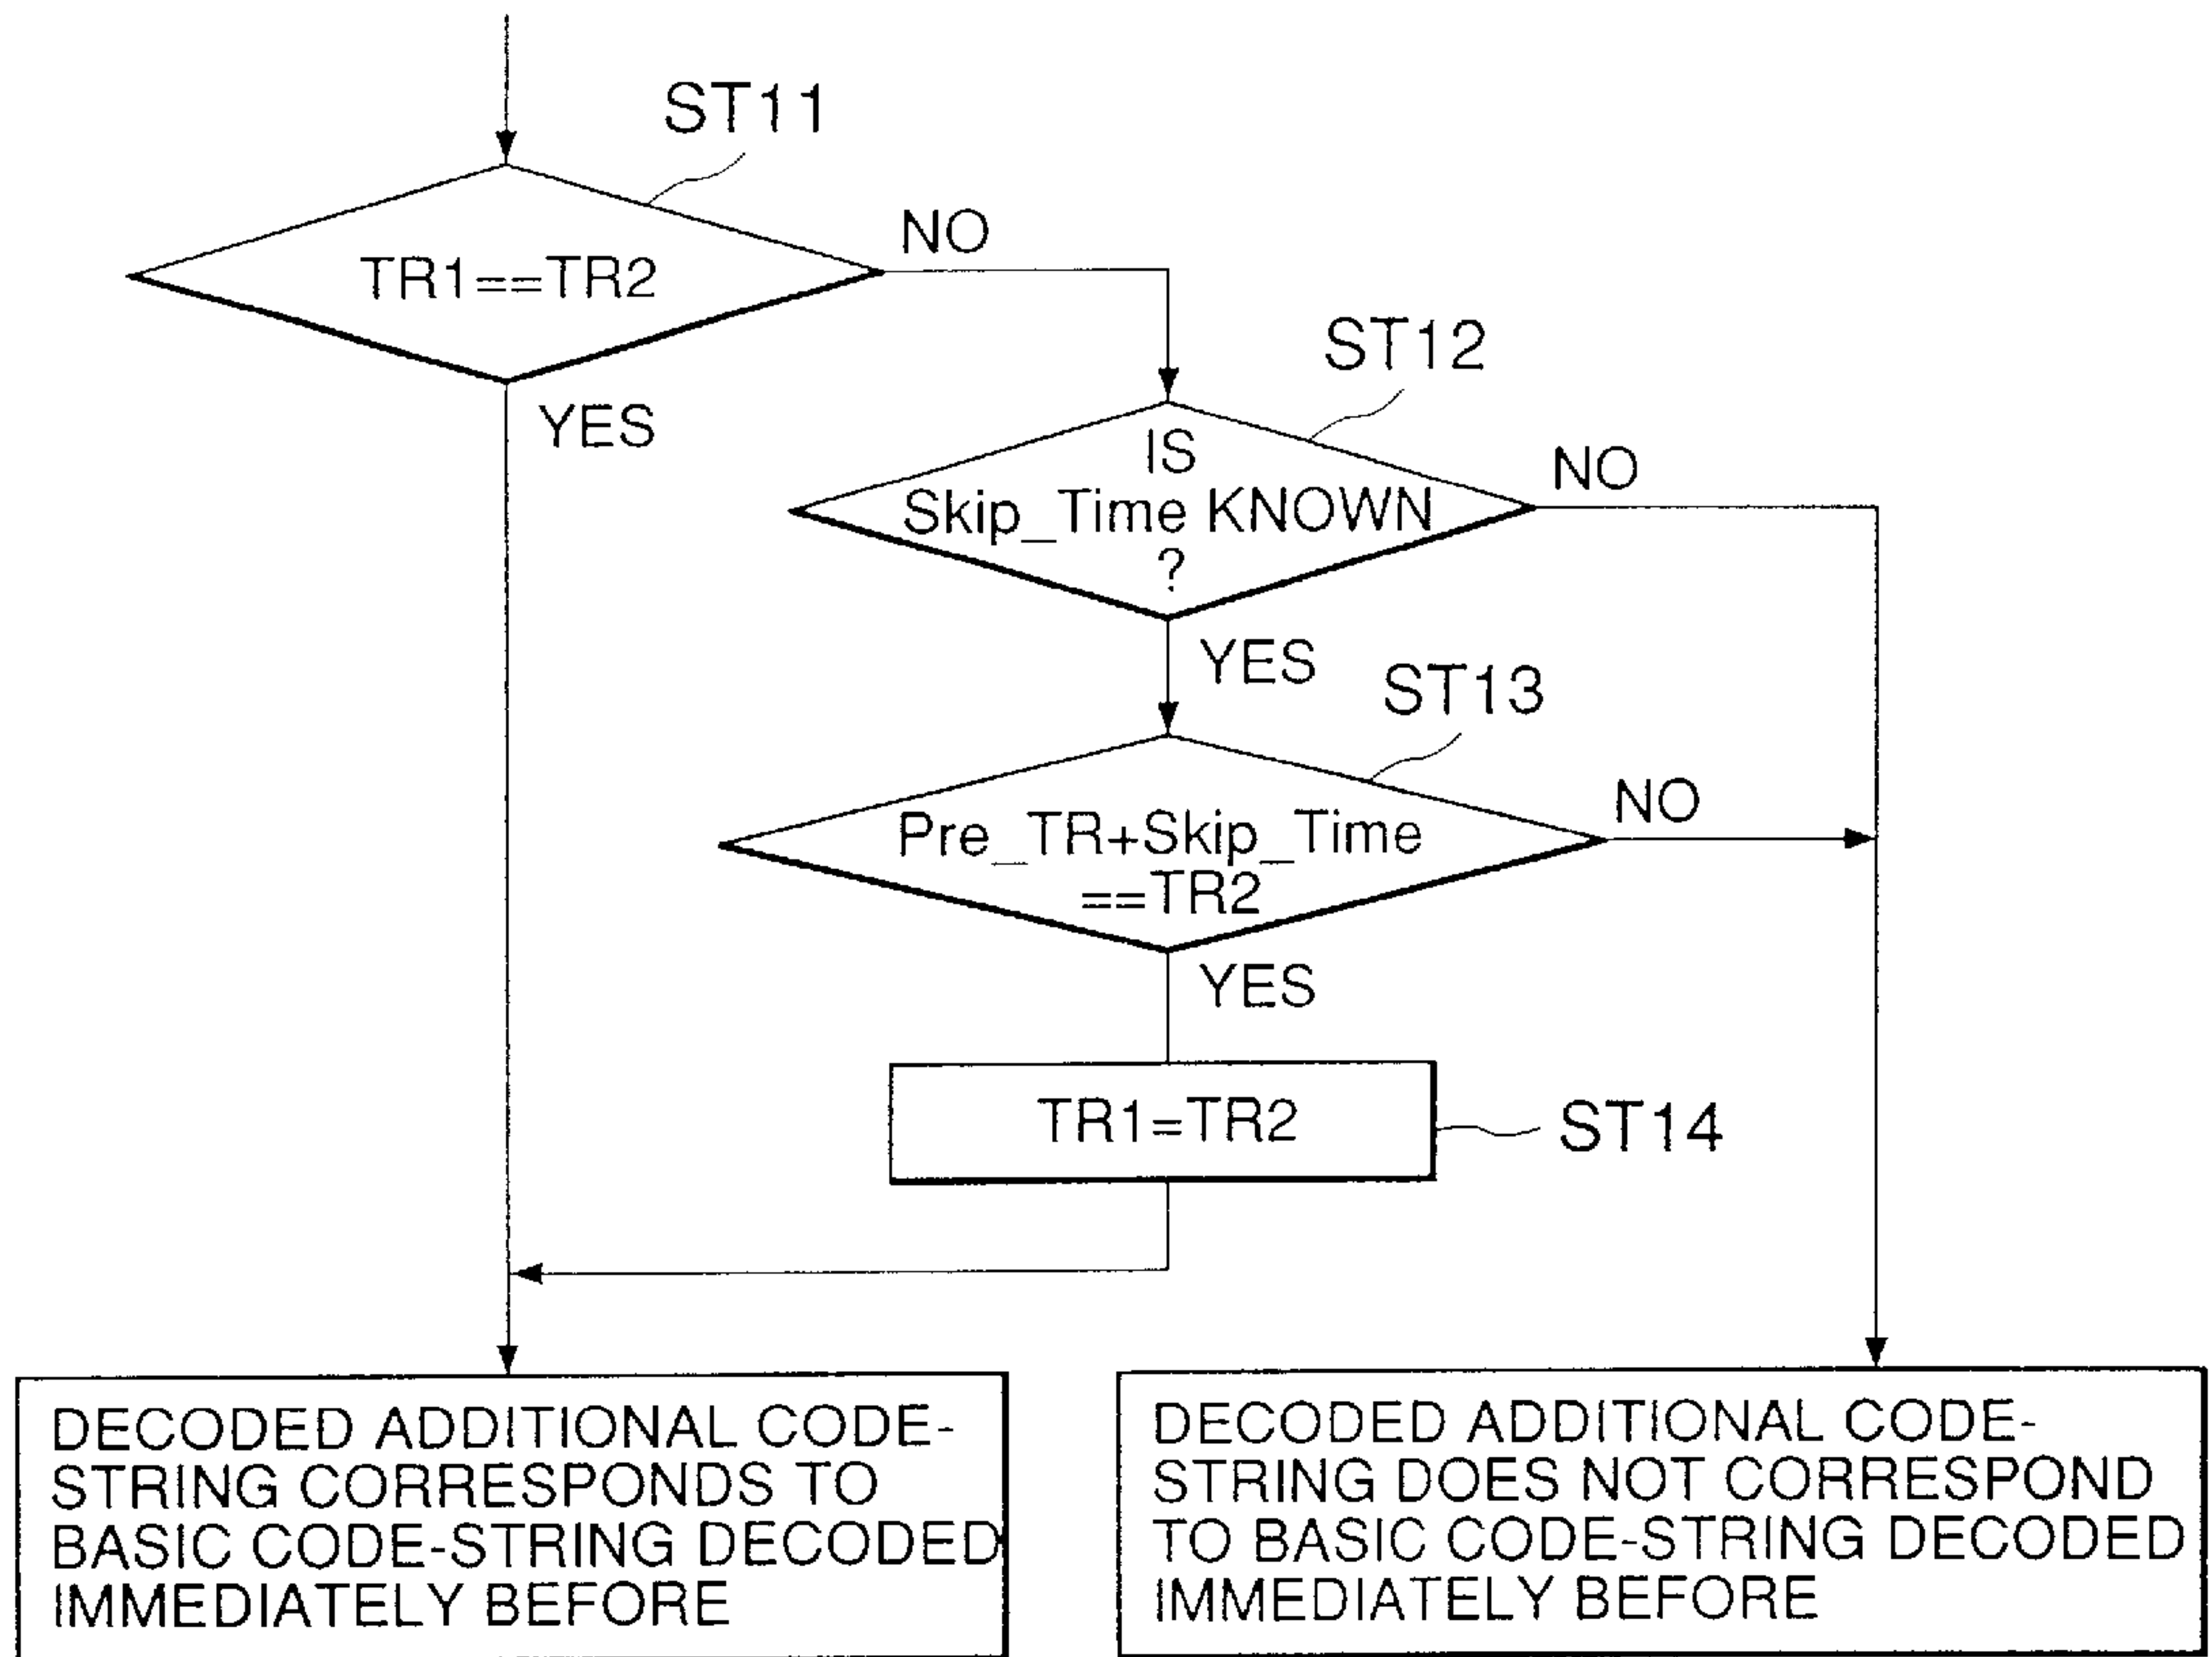 ST11
NO
TR1==TR2
ST12
YES
IS
NO
Skip_Time KNOWN
?
YES
ST13
NO
Pre_TR+Skip_Time
==TR2
YES
TR1=TR2
ST14
DECODED ADDITIONAL CODE-
STRING CORRESPONDS TO
BASIC CODE-STRING DECODED
IMMEDIATELY BEFORE
DECODED ADDITIONAL CODE-
STRING DOES NOT CORRESPOND
TO BASIC CODE-STRING DECODED
IMMEDIATELY BEFORE